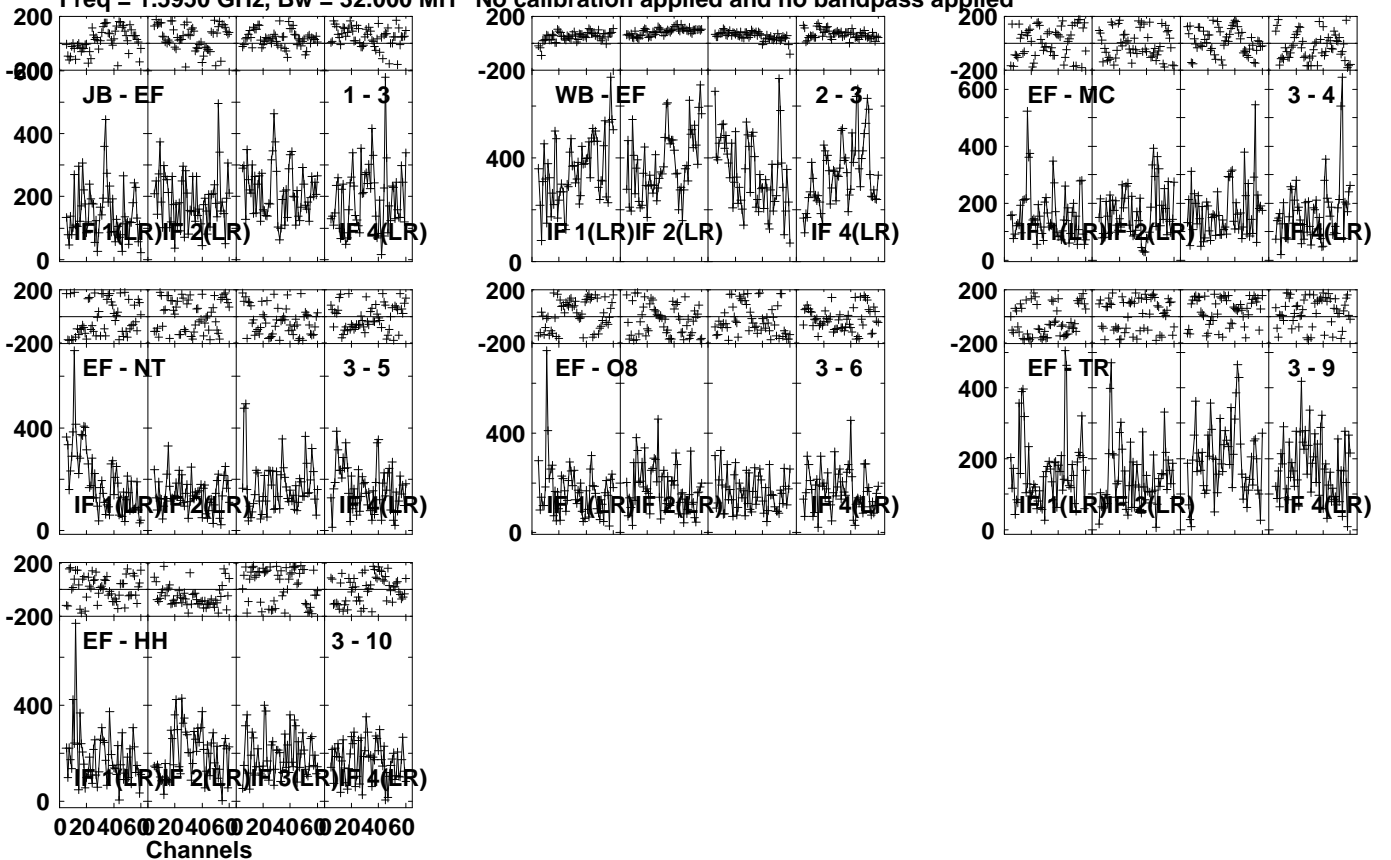 Freq = 1.5950 GHz, Bw = 32.000 MH No calibration applied and no bandpass applied
200
-200
600
JB - EF 1 - 3
400
200
IF 1(LR) IF 2(LR) IF 4(LR)
0
200
-200
WB - EF 2 - 3
400
IF 1(LR) IF 2(LR) IF 4(LR)
0
200
-200
600
EF - MC 3 - 4
400
200
IF 1(LR) IF 2(LR) IF 4(LR)
0
200
-200
EF - NT 3 - 5
400
IF 1(LR) IF 2(LR) IF 4(LR)
0
200
-200
EF - O8 3 - 6
400
IF 1(LR) IF 2(LR) IF 4(LR)
0
200
-200
EF - TR 3 - 9
400
200
IF 1(LR) IF 2(LR) IF 4(LR)
0
200
-200
EF - HH 3 - 10
400
IF 1(LR) IF 2(LR) IF 3(LR) IF 4(LR)
0
0 20 40 60 0 20 40 60 0 20 40 60 0 20 40 60
Channels